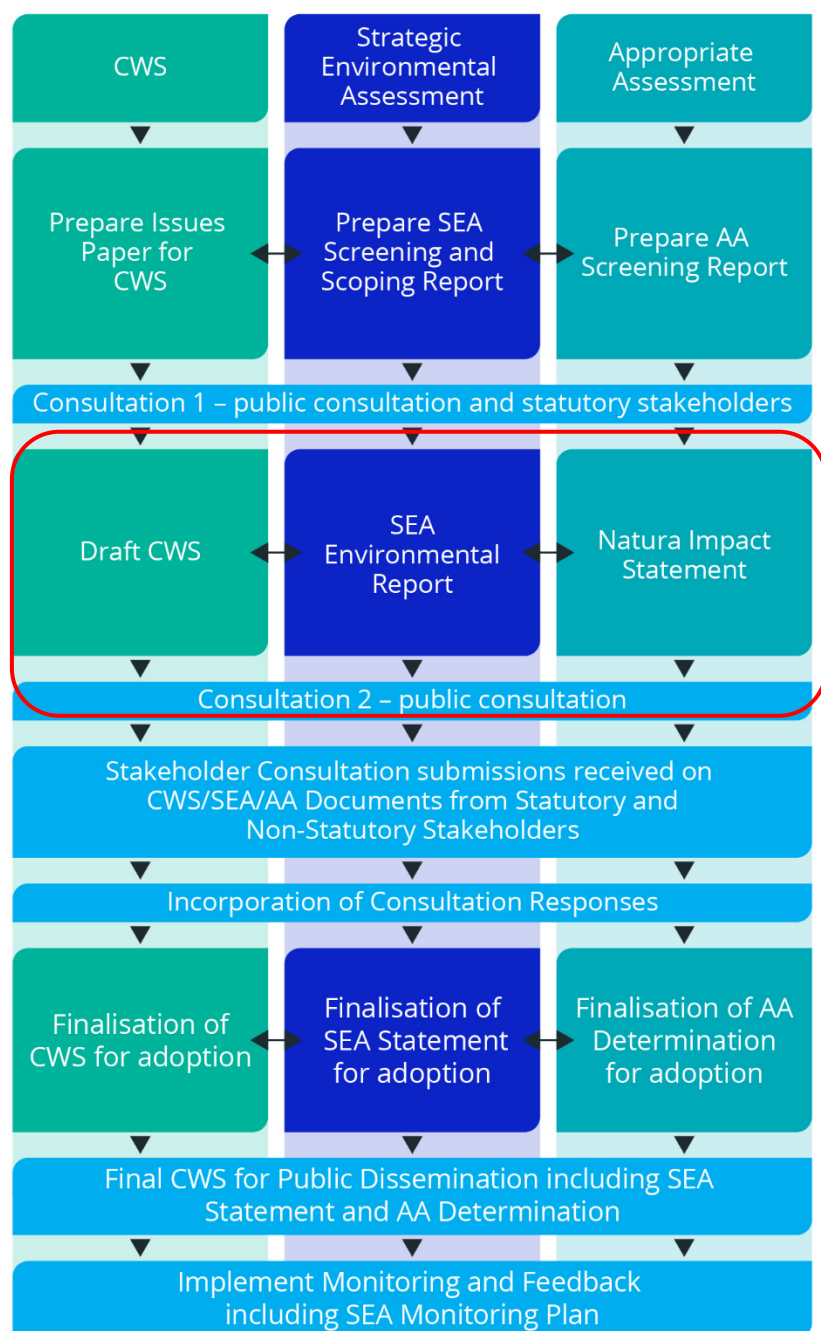 CWS
Strategic
Environmental
Assessment
Appropriate
Assessment
Prepare Issues
Paper for
CWS
Prepare SEA
Screening and
Scoping Report
Prepare AA
Screening Report
Consultation 1 – public consultation and statutory stakeholders
Draft CWS
SEA
Environmental
Report
Natura Impact
Statement
Consultation 2 – public consultation
Stakeholder Consultation submissions received on
CWS/SEA/AA Documents from Statutory and
Non-Statutory Stakeholders
Incorporation of Consultation Responses
Finalisation of
CWS for adoption
Finalisation of
SEA Statement
for adoption
Finalisation of AA
Determination
for adoption
Final CWS for Public Dissemination including SEA
Statement and AA Determination
Implement Monitoring and Feedback
including SEA Monitoring Plan